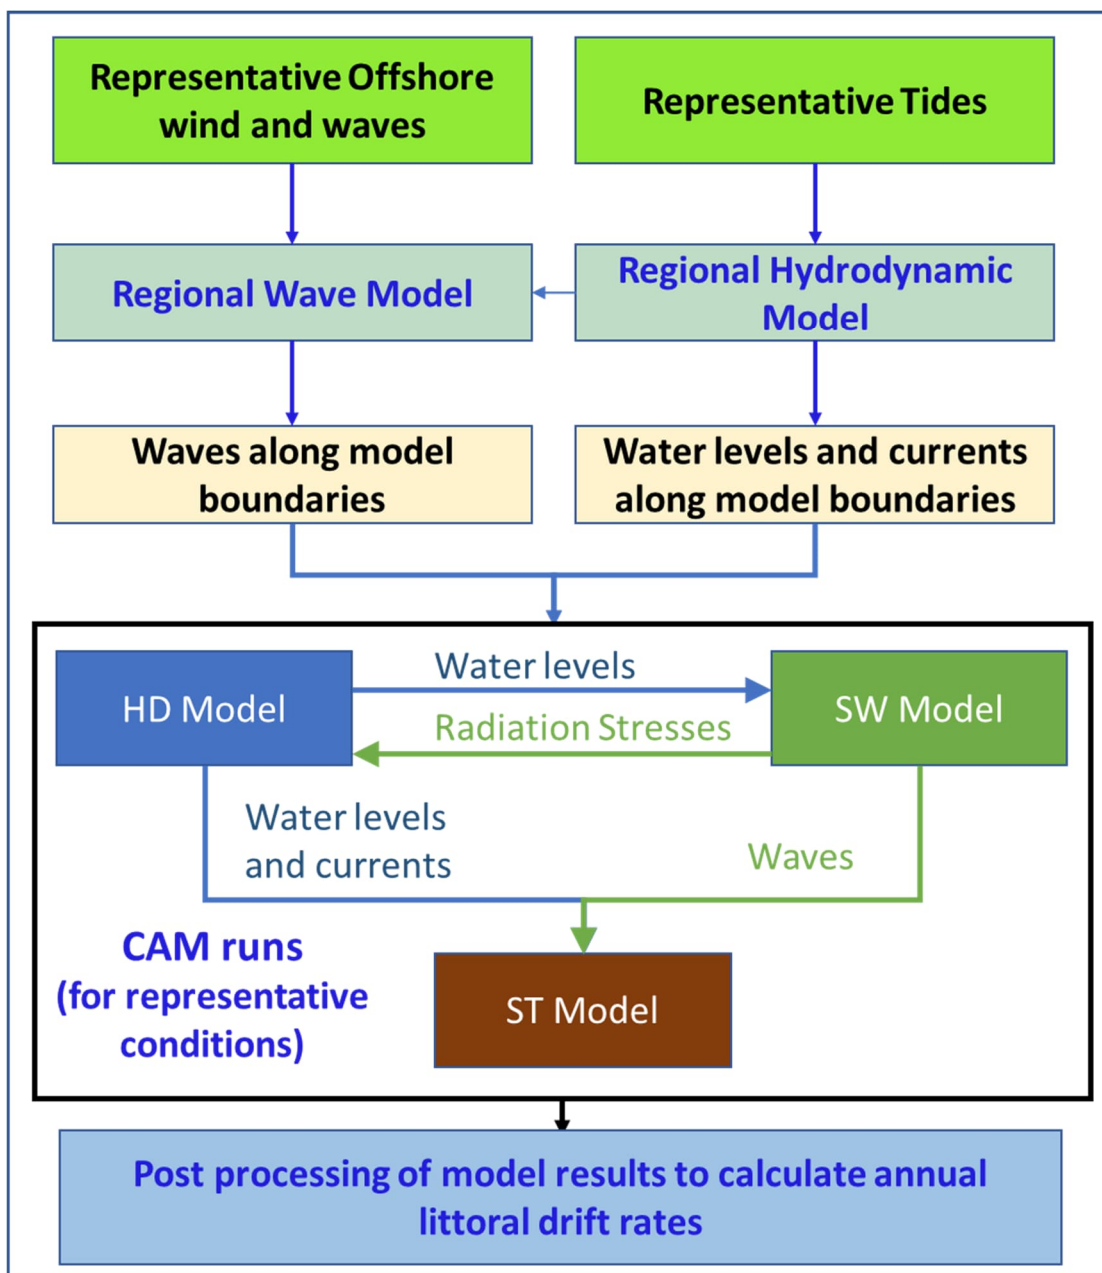 Representative Offshore
wind and waves
Representative Tides
Regional Wave Model
Regional Hydrodynamic
Model
Waves along model
boundaries
Water levels and currents
along model boundaries
HD Model
Water levels
SW Model
Radiation Stresses
Water levels
and currents
Waves
CAM runs
(for representative
conditions)
ST Model
Post processing of model results to calculate annual
littoral drift rates